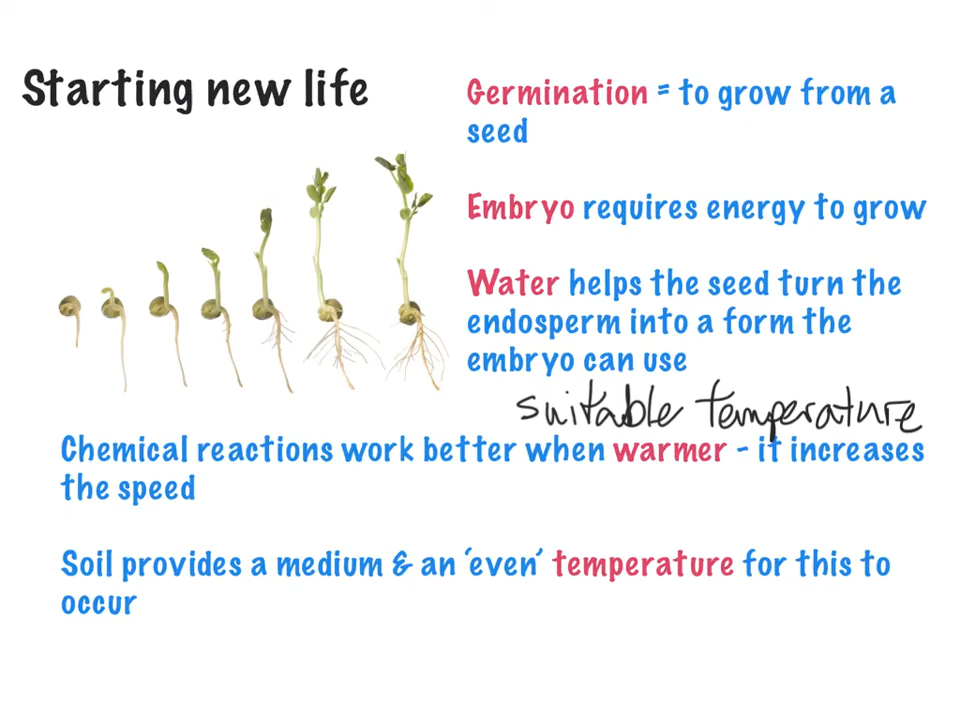 Starting new life
Germination = to grow from a
seed
Embryo requires energy to grow
Water helps the seed turn the
endosperm into a form the
embryo can use
suitable temperature
Chemical reactions work better when warmer - it increases
the speed
Soil provides a medium & an ‘even’ temperature for this to
occur